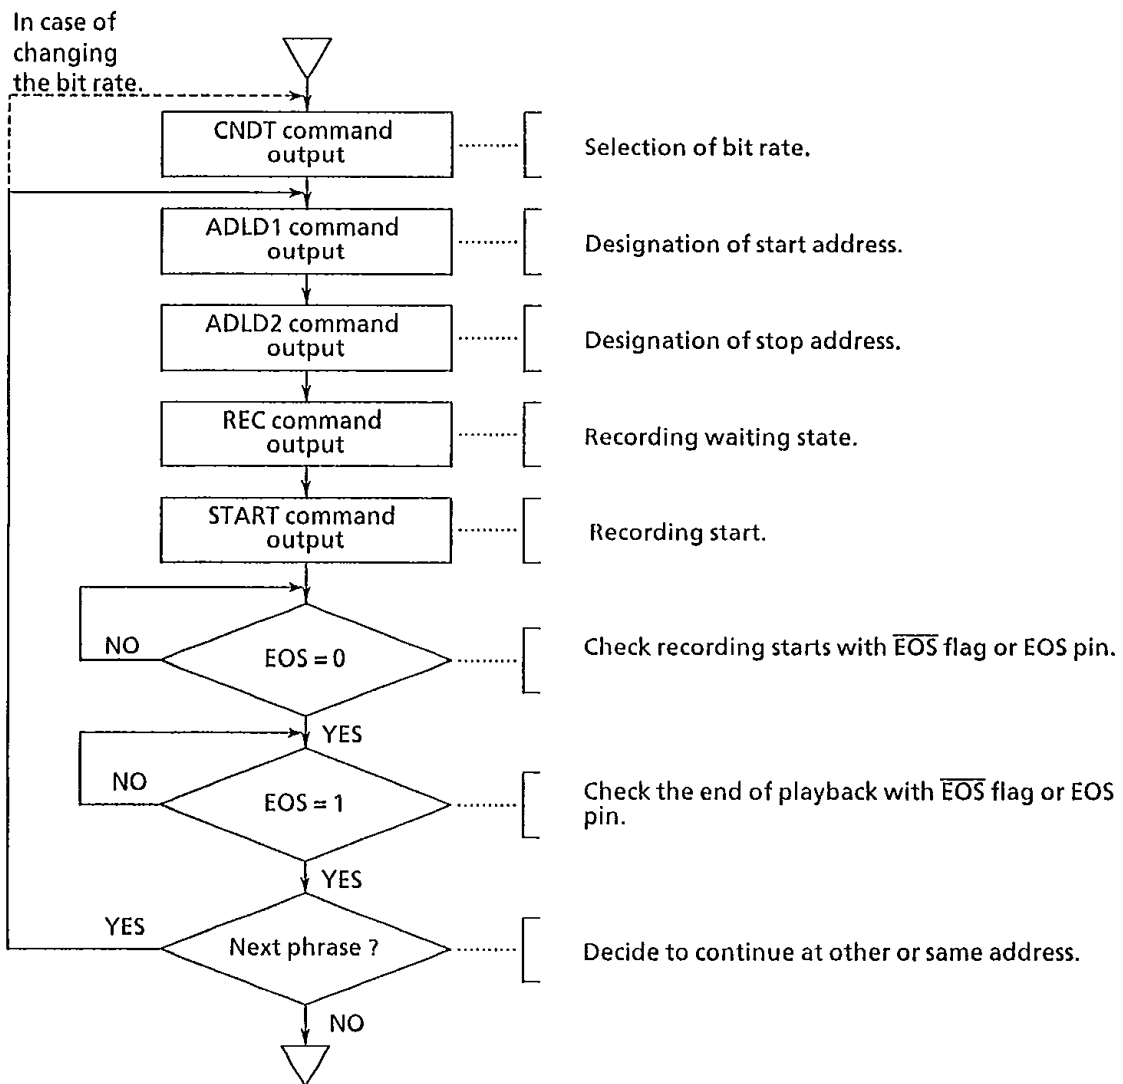 In case of
changing
the bit rate.
CNDT command
output
Selection of bit rate.
ADLD1 command
output
Designation of start address.
ADLD2 command
output
Designation of stop address.
REC command
output
Recording waiting state.
START command
output
Recording start.
NO
EOS = 0
Check recording starts with E̅O̅S̅ flag or EOS pin.
YES
NO
EOS = 1
Check the end of playback with E̅O̅S̅ flag or EOS
pin.
YES
YES
Next phrase ?
Decide to continue at other or same address.
NO